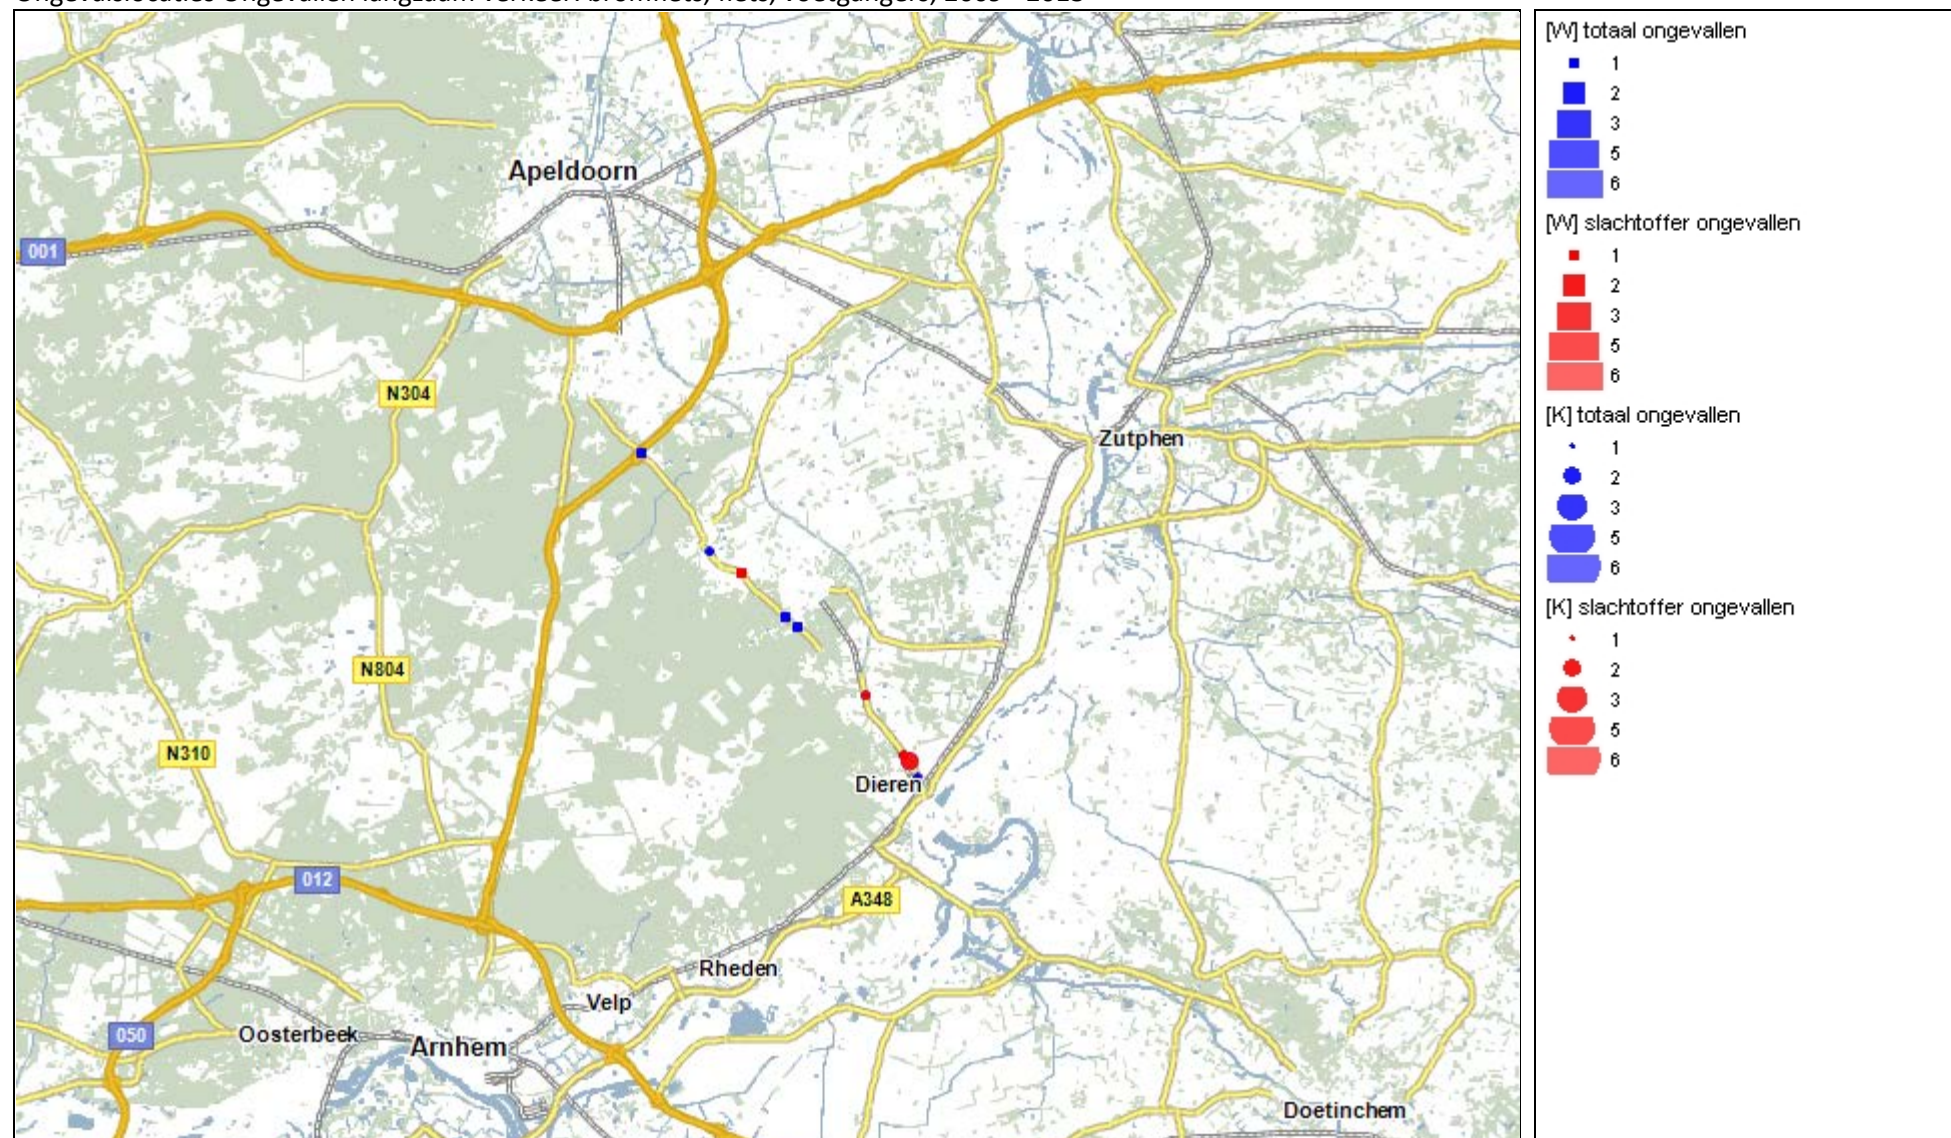 Apeldoorn
001
N304
Zutphen
N804
N310
Dieren
012
A348
Rheden
Velp
050
Oosterbeek
Arnhem
Doetinchem
[W] totaal ongevallen
1
2
3
5
6
[W] slachtoffer ongevallen
1
2
3
5
6
[K] totaal ongevallen
1
2
3
5
6
[K] slachtoffer ongevallen
1
2
3
5
6